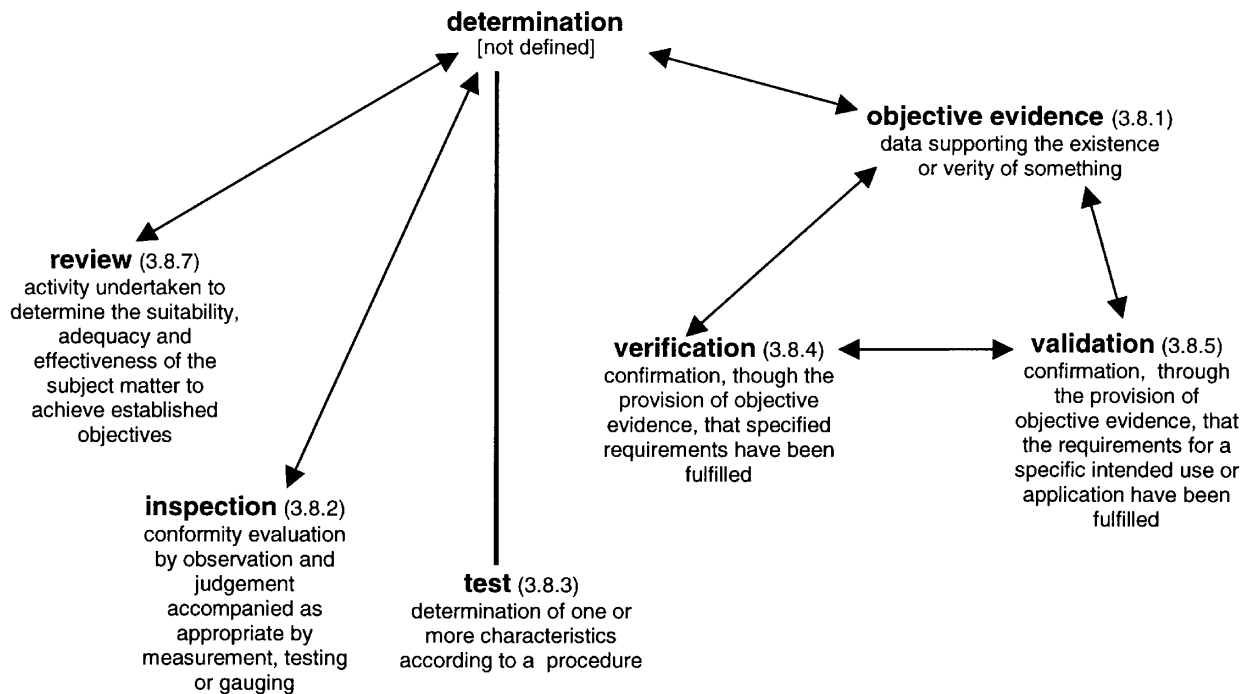 determination
[not defined]
objective evidence (3.8.1)
data supporting the existence
or verity of something
review (3.8.7)
activity undertaken to
determine the suitability,
adequacy and
effectiveness of the
subject matter to
achieve established
objectives
verification (3.8.4)
confirmation, though the
provision of objective
evidence, that specified
requirements have been
fulfilled
validation (3.8.5)
confirmation, through
the provision of
objective evidence, that
the requirements for a
specific intended use or
application have been
fulfilled
inspection (3.8.2)
conformity evaluation
by observation and
judgement
accompanied as
appropriate by
measurement, testing
or gauging
test (3.8.3)
determination of one or
more characteristics
according to a procedure